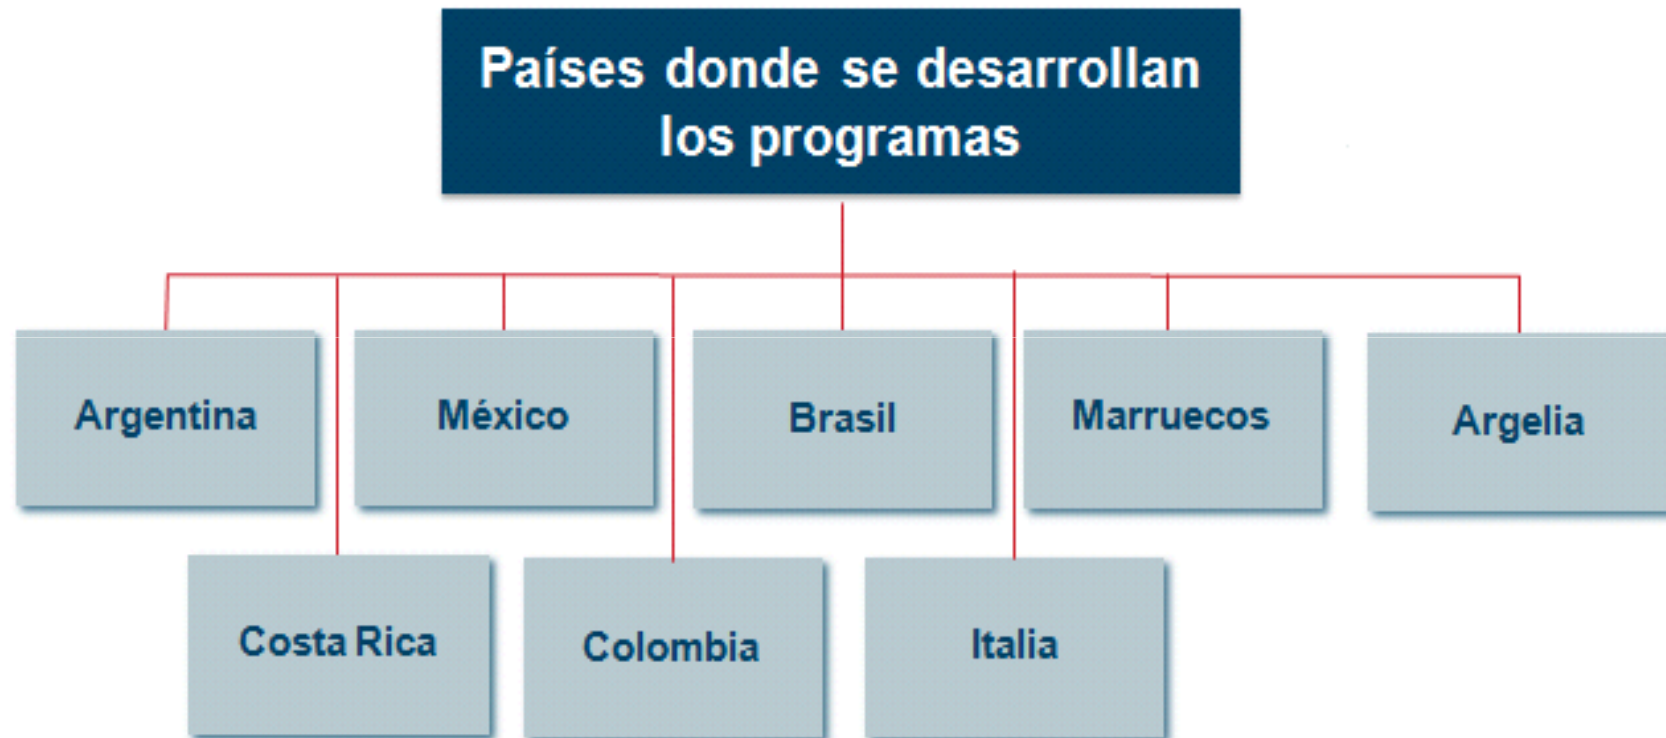 Países donde se desarrollan
los programas
Argentina
México
Brasil
Marruecos
Argelia
Costa Rica
Colombia
Italia